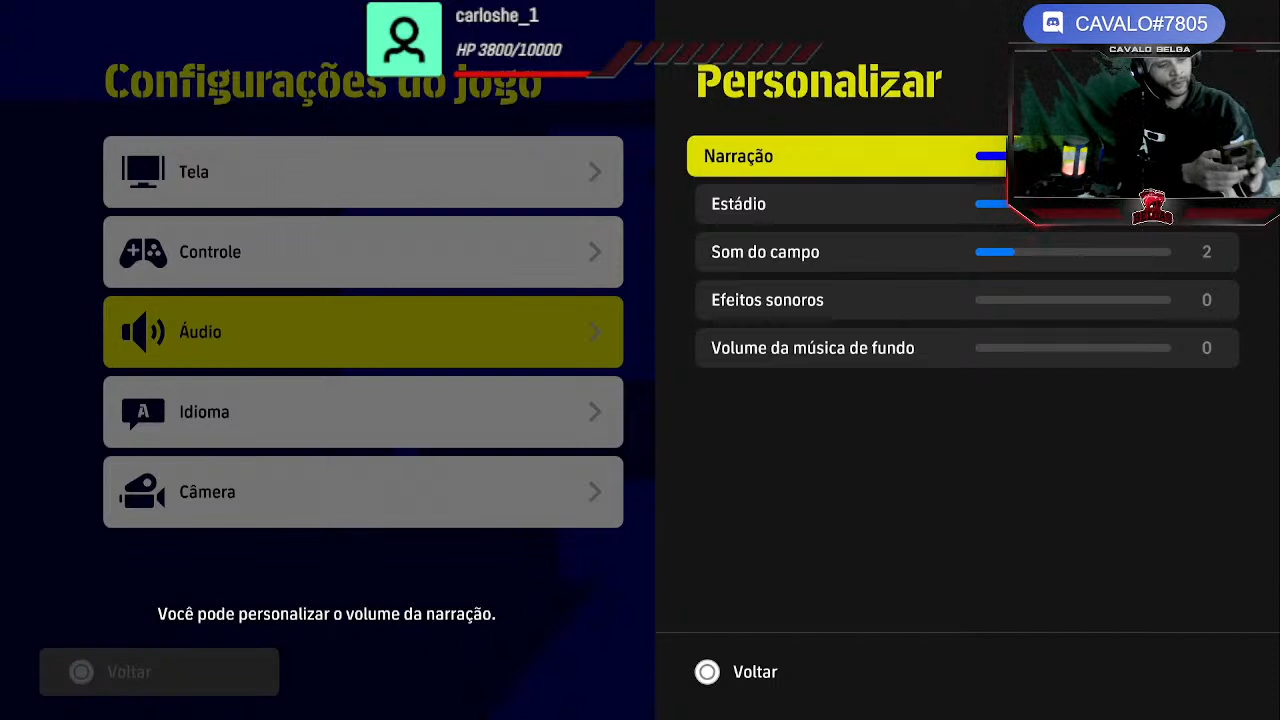 carloshe_1
HP 3800/10000
CAVALO#7805
CAVALO BELGA
Configurações do jogo
Personalizar
Tela
Controle
Áudio
Idioma
Câmera
Narração
Estádio
Som do campo 2
Efeitos sonoros 0
Volume da música de fundo 0
Você pode personalizar o volume da narração.
Voltar
Voltar